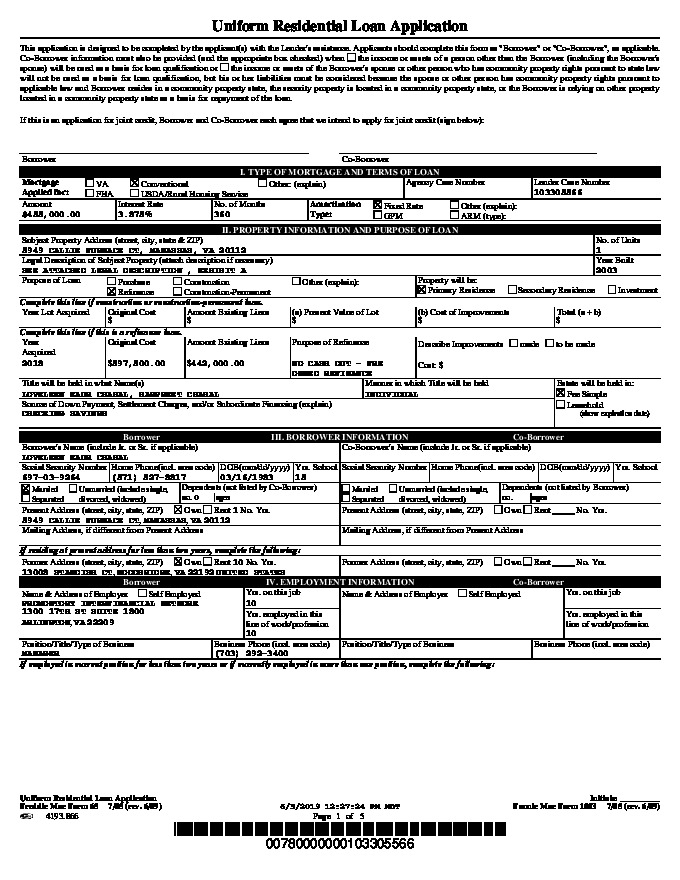 Uniform Residential Loan Application
This application is designed to be completed by the applicant(s) with the Lender's assistance. Applicants should complete this form as "Borrower" or "Co-Borrower", as applicable.
Co-Borrower information must also be provided (and the appropriate box checked) when ☐ the income or assets of a person other than the Borrower (including the Borrower's
spouse) will be used as a basis for loan qualification or ☐ the income or assets of the Borrower's spouse or other person who has community property rights pursuant to state law
will not be used as a basis for loan qualification, but his or her liabilities must be considered because the spouse or other person has community property rights pursuant to
applicable law and Borrower resides in a community property state, the security property is located in a community property state, or the Borrower is relying on other property
located in a community property state as a basis for repayment of the loan.
If this is an application for joint credit, Borrower and Co-Borrower each agree that we intend to apply for joint credit (sign below):
Borrower Co-Borrower
I. TYPE OF MORTGAGE AND TERMS OF LOAN
Mortgage ☐ VA ☒ Conventional ☐ Other: (explain) Agency Case Number Lender Case Number
Applied for: ☐ FHA ☐ USDA/Rural Housing Service 103308866
Amount Interest Rate No. of Months Amortization ☒ Fixed Rate ☐ Other (explain):
$488,000.00 3.875% 360 Type: ☐ GPM ☐ ARM (type):
II. PROPERTY INFORMATION AND PURPOSE OF LOAN
Subject Property Address (street, city, state & ZIP) No. of Units
8949 CALLIE FURNACE CT, MANASSAS, VA 20112 1
Legal Description of Subject Property (attach description if necessary) Year Built
SEE ATTACHED LEGAL DESCRIPTION , EXHIBIT A 2003
Purpose of Loan ☐ Purchase ☐ Construction ☐ Other (explain): Property will be:
☒ Refinance ☐ Construction-Permanent ☒ Primary Residence ☐ Secondary Residence ☐ Investment
Complete this line if construction or construction-permanent loan.
Year Lot Acquired Original Cost Amount Existing Liens (a) Present Value of Lot (b) Cost of Improvements Total (a + b)
$ $ $ $ $
Complete this line if this is a refinance loan.
Year Original Cost Amount Existing Liens Purpose of Refinance Describe Improvements ☐ made ☐ to be made
Acquired
2018 $597,800.00 $442,000.00 NO CASH OUT - FRE Cost: $
OWNED REFINANCE
Title will be held in what Name(s) Manner in which Title will be held Estate will be held in:
LOVELEEN KAUR CHAHAL, HARPREET CHAHAL INDIVIDUAL ☒ Fee Simple
Source of Down Payment, Settlement Charges, and/or Subordinate Financing (explain) ☐ Leasehold
CHECKING SAVINGS (show expiration date)
Borrower III. BORROWER INFORMATION Co-Borrower
Borrower's Name (include Jr. or Sr. if applicable) Co-Borrower's Name (include Jr. or Sr. if applicable)
LOVELEEN KAUR CHAHAL
Social Security Number Home Phone(incl. area code) DOB(mm/dd/yyyy) Yrs. School Social Security Number Home Phone(incl. area code) DOB(mm/dd/yyyy) Yrs. School
697-03-9264 (571) 527-8817 03/16/1983 18
☒ Married ☐ Unmarried (include single, Dependents (not listed by Co-Borrower) ☐ Married ☐ Unmarried (include single, Dependents (not listed by Borrower)
☐ Separated divorced, widowed) no. 0 ages ☐ Separated divorced, widowed) no. ages
Present Address (street, city, state, ZIP) ☒ Own ☐ Rent 1 No. Yrs. Present Address (street, city, state, ZIP) ☐ Own ☐ Rent _____ No. Yrs.
8949 CALLIE FURNACE CT, MANASSAS, VA 20112
Mailing Address, if different from Present Address Mailing Address, if different from Present Address
If residing at present address for less than two years, complete the following:
Former Address (street, city, state, ZIP) ☒ Own ☐ Rent 10 No. Yrs. Former Address (street, city, state, ZIP) ☐ Own ☐ Rent _____ No. Yrs.
13008 STANDISH CT, WOODBRIDGE, VA 22192 UNITED STATES
Borrower IV. EMPLOYMENT INFORMATION Co-Borrower
Name & Address of Employer ☐ Self Employed Yrs. on this job Name & Address of Employer ☐ Self Employed Yrs. on this job
PROMONTORY INTERFINANCIAL NETWORK 10
1300 17TH ST SUITE 1800 Yrs. employed in this Yrs. employed in this
ARLINGTON, VA 22209 line of work/profession line of work/profession
10
Position/Title/Type of Business Business Phone (incl. area code) Position/Title/Type of Business Business Phone (incl. area code)
MANAGER (703) 292-3400
If employed in current position for less than two years or if currently employed in more than one position, complete the following:
Uniform Residential Loan Application Initials: ________
Freddie Mac Form 65 7/05 (rev. 6/09) 6/3/2019 12:27:24 PM MDT Fannie Mae Form 1003 7/05 (rev. 6/09)
4193.866 Page 1 of 5
00780000000103305566